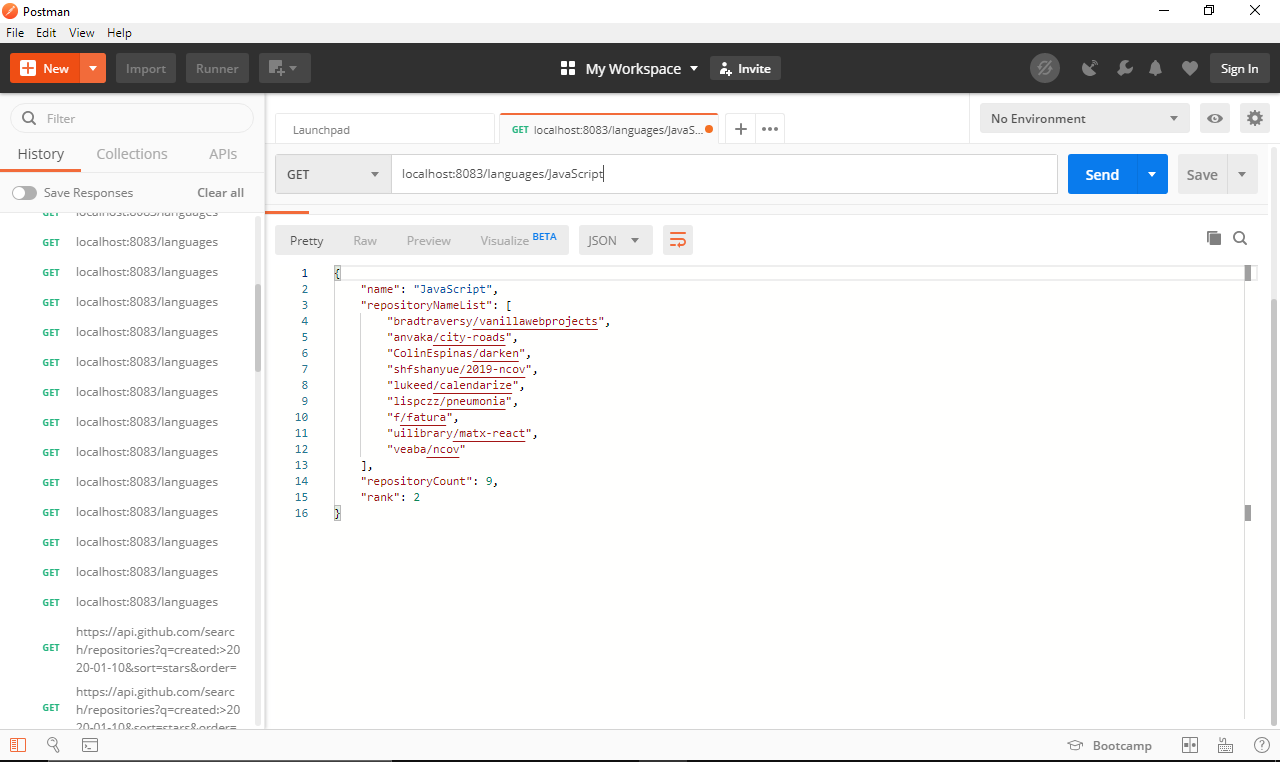 Postman
File Edit View Help
New Import Runner My Workspace Invite Sign In
Filter
History Collections APIs
Save Responses Clear all
GET localhost:8083/languages
GET localhost:8083/languages
GET localhost:8083/languages
GET localhost:8083/languages
GET localhost:8083/languages
GET localhost:8083/languages
GET localhost:8083/languages
GET localhost:8083/languages
GET localhost:8083/languages
GET localhost:8083/languages
GET localhost:8083/languages
GET localhost:8083/languages
GET localhost:8083/languages
GET localhost:8083/languages
GET https://api.github.com/searc
h/repositories?q=created:>20
20-01-10&sort=stars&order=
GET https://api.github.com/searc
h/repositories?q=created:>20
20-01-10&sort=stars&order=
Launchpad GET localhost:8083/languages/JavaS... + No Environment
GET localhost:8083/languages/JavaScript Send Save
Pretty Raw Preview Visualize BETA JSON
1 {
2 "name": "JavaScript",
3 "repositoryNameList": [
4 "bradtraversy/vanillawebprojects",
5 "anvaka/city-roads",
6 "ColinEspinas/darken",
7 "shfshanyue/2019-ncov",
8 "lukeed/calendarize",
9 "lispczz/pneumonia",
10 "f/fatura",
11 "uilibrary/matx-react",
12 "veaba/ncov"
13 ],
14 "repositoryCount": 9,
15 "rank": 2
16 }
Bootcamp